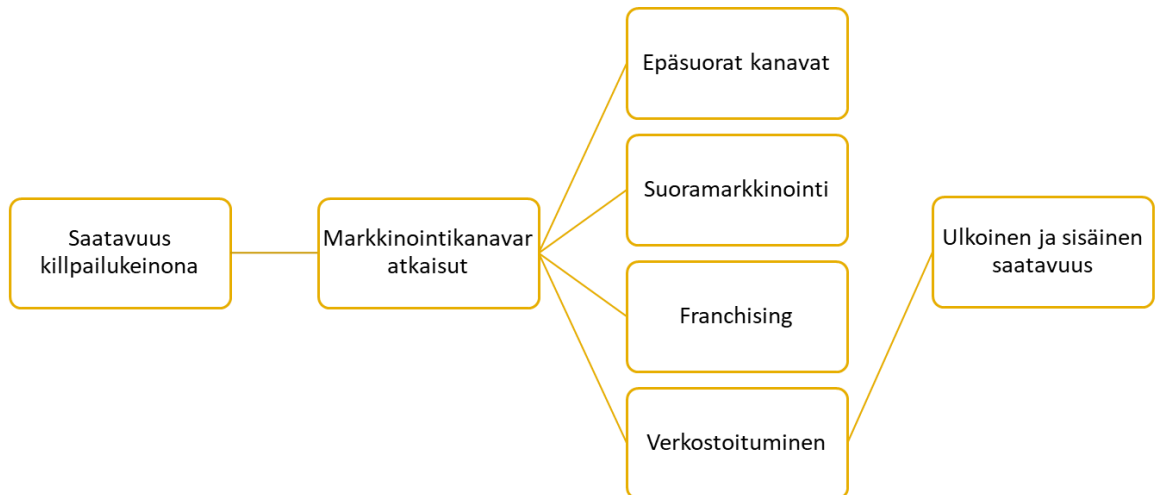 Saatavuus
killpailukeinona
Markkinointikanavar
atkaisut
Epäsuorat kanavat
Suoramarkkinointi
Franchising
Verkostoituminen
Ulkoinen ja sisäinen
saatavuus